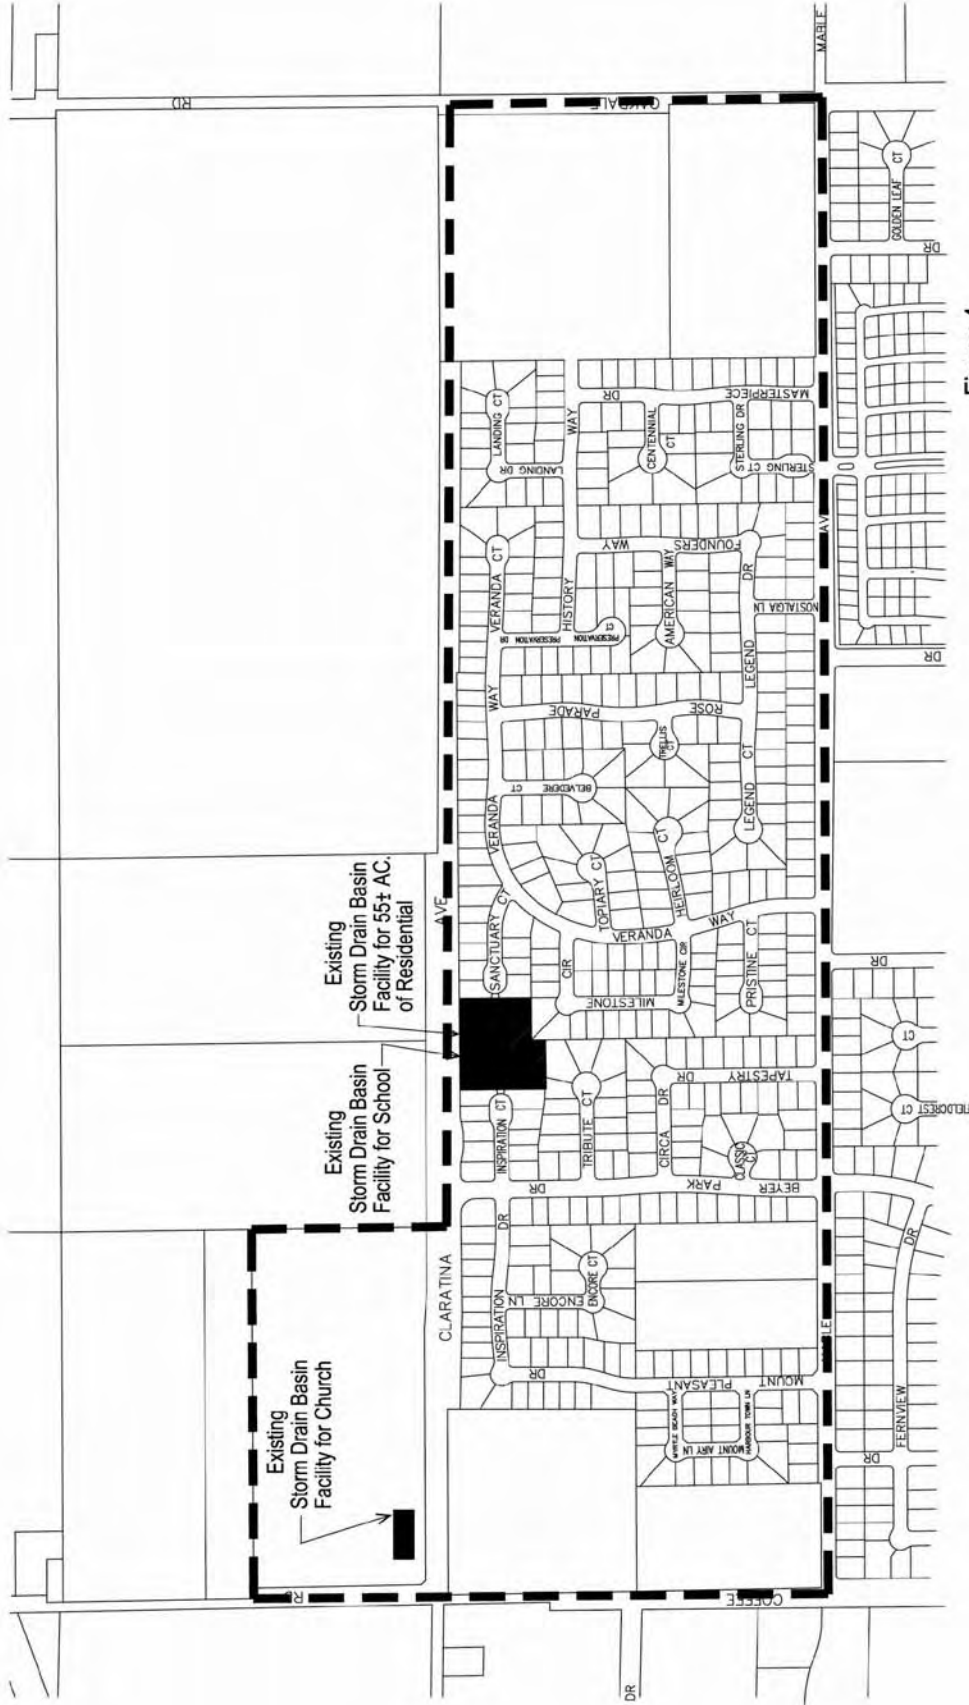 RD
OAKDALE
MABLE
GOLDEN LEAF CT
DR
LANDING CT
LANDING DR
WAY
DR
MASTERPIECE
CENTENNIAL
CT
STERLING DR
STERLING CT
AVE
VERANDA CT
HISTORY
WAY
FOUNDERS
AMERICAN WAY
DR
NOSTALGA LN
PRESERVATION DR
PRESERVATION
CT
WAY
PARADE
ROSE
LEGEND
DR
TRELLIS
CT
BELVEDERE CT
VERANDA
LEGEND CT
TOPIARY CT
HEIRLOOM CT
AVE
SANCTUARY CT
VERANDA
WAY
PRISTINE CT
CIR
MILESTONE
MILESTONE CIR
DR
Existing
Storm Drain Basin
Facility for 55± AC.
of Residential
Existing
Storm Drain Basin
Facility for School
INSPIRATION CT
TRIBUTE CT
CIRCA DR
DR
TAPESTRY
CLASSIC
CT
CT
FIELDCREST CT
DR
PARK
BEYER
CLARATINA
DR
INSPIRATION
ENCORE LN
ENCORE CT
DR
PLEASANT
MOUNT
MABLE
DR
FERNVIEW
MYRTLE BEACH WAY
MOUNT AIRY LN
HARBOUR TOWN LN
DR
Existing
Storm Drain Basin
Facility for Church
RD
COFFEE
DR